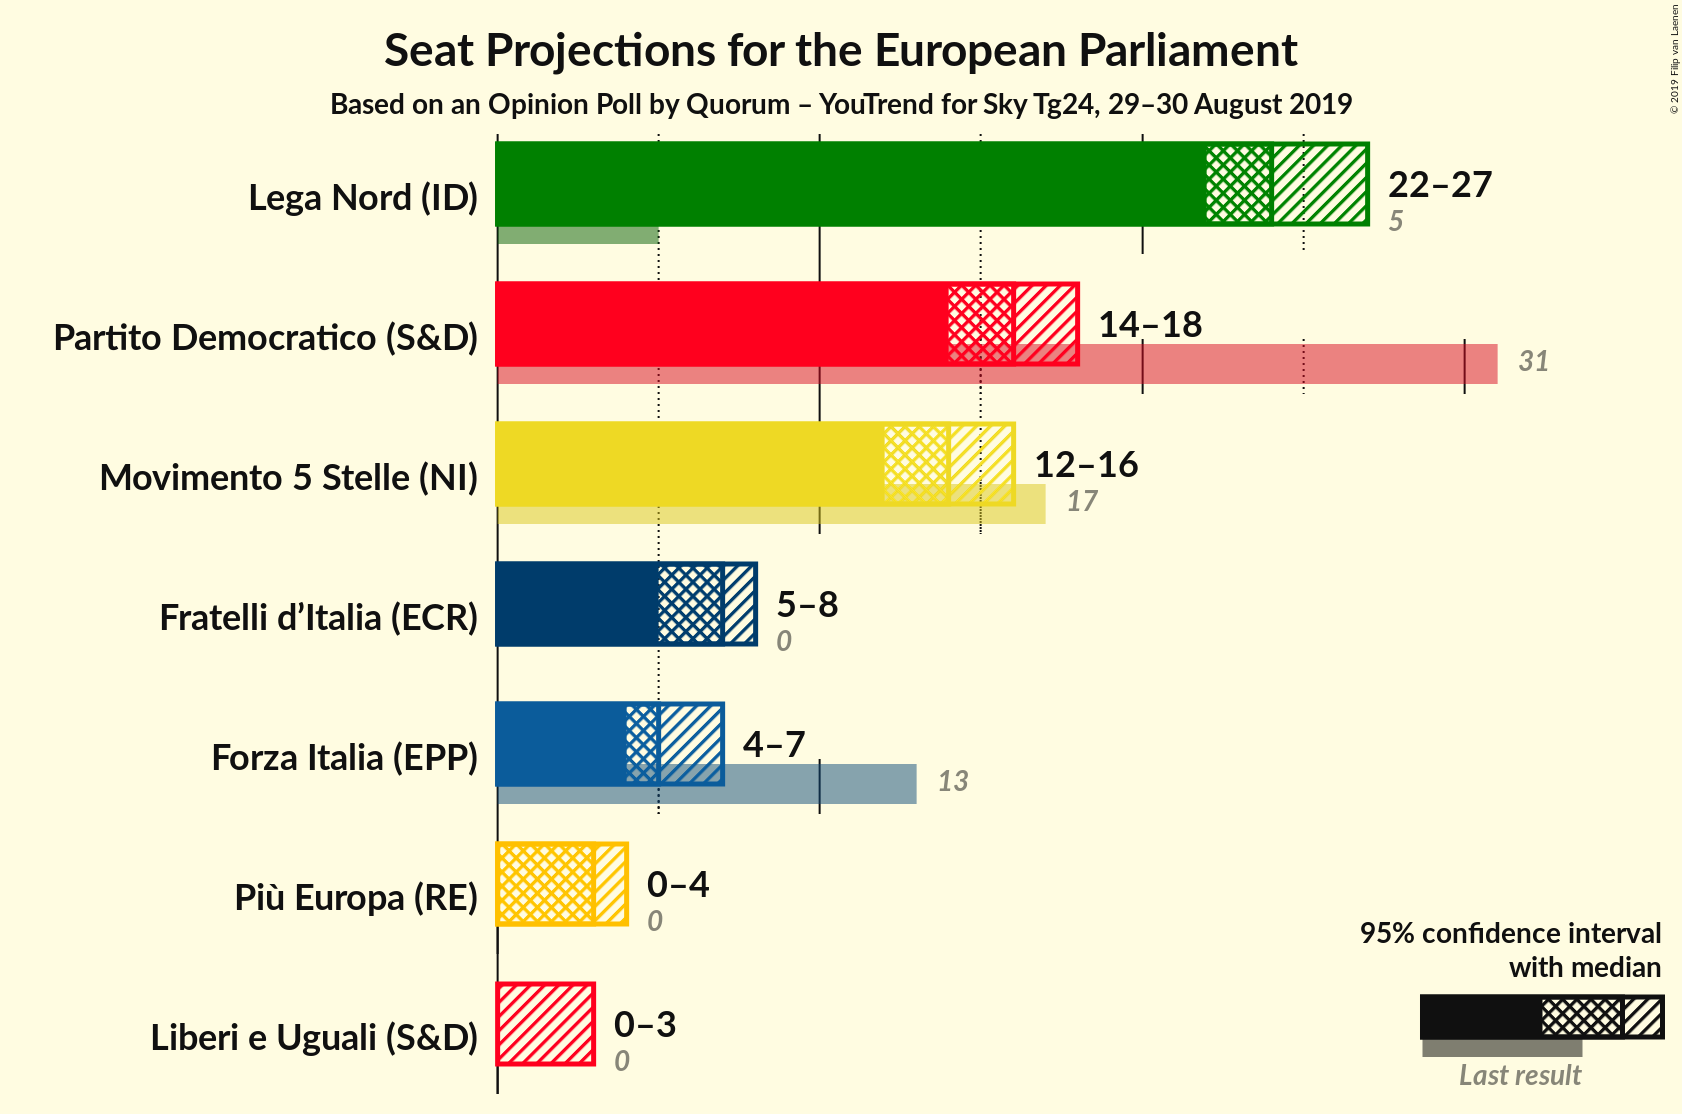 Seat Projections for the European Parliament
Based on an Opinion Poll by Quorum – YouTrend for Sky Tg24, 29–30 August 2019
© 2019 Filip van Laenen
Lega Nord (ID)
22–27
5
Partito Democratico (S&D)
14–18
31
Movimento 5 Stelle (NI)
12–16
17
Fratelli d’Italia (ECR)
5–8
0
Forza Italia (EPP)
4–7
13
Più Europa (RE)
0–4
0
Liberi e Uguali (S&D)
0–3
0
95% confidence interval
with median
Last result